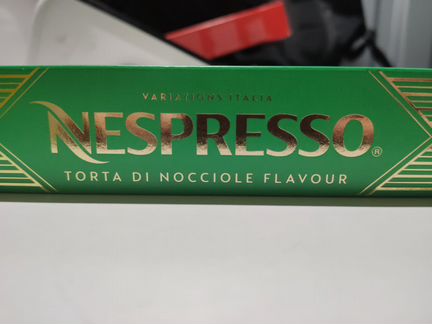 VARIATIONS ITALIA
NESPRESSO®
TORTA DI NOCCIOLE FLAVOUR